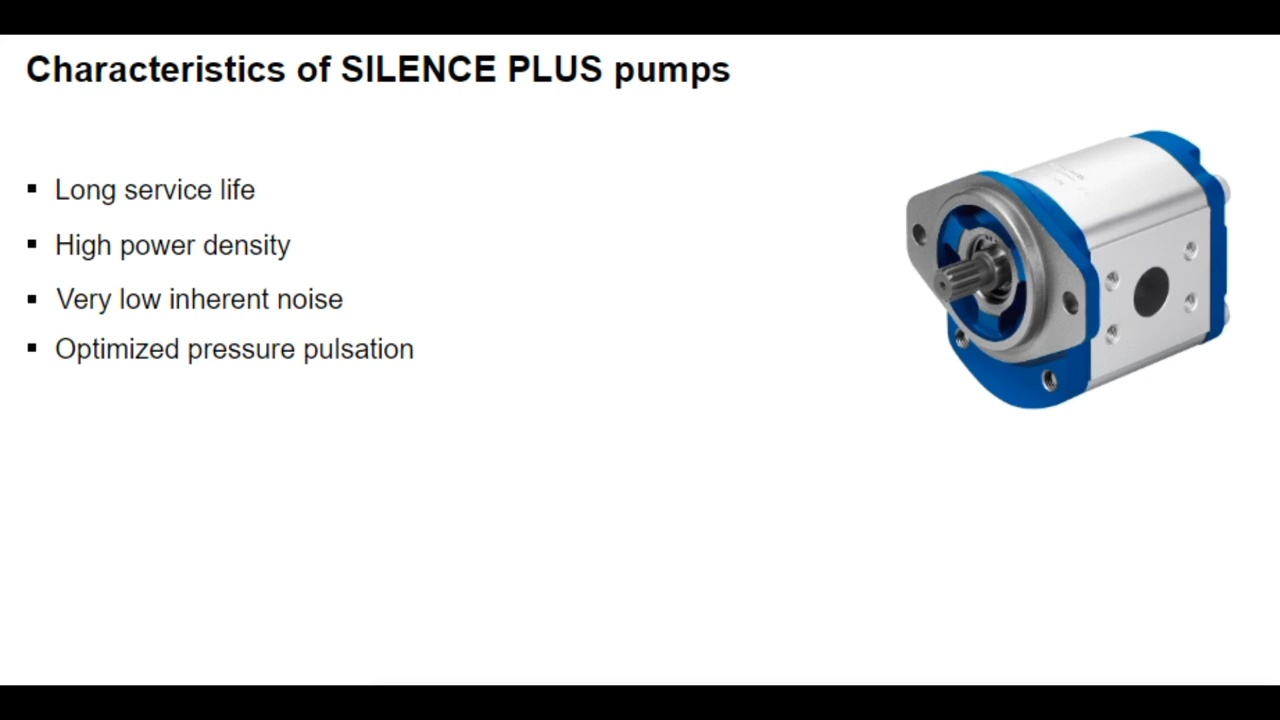 Characteristics of SILENCE PLUS pumps
▪ Long service life
▪ High power density
▪ Very low inherent noise
▪ Optimized pressure pulsation